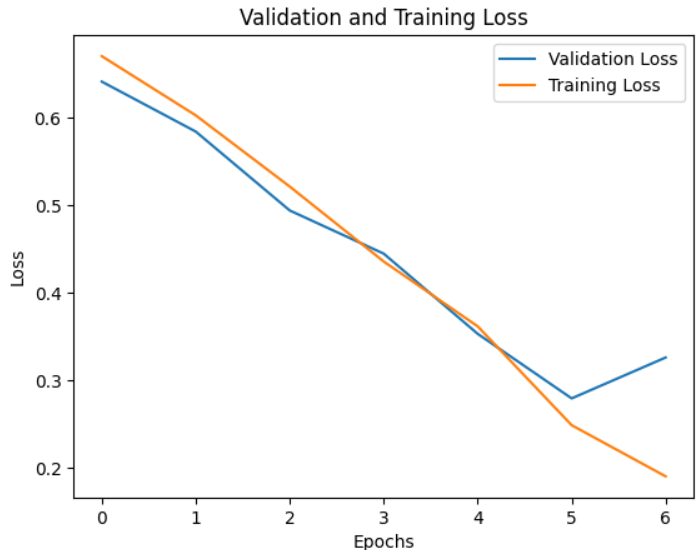 Validation and Training Loss
Validation Loss
Training Loss
Loss
0.6
0.5
0.4
0.3
0.2
0 1 2 3 4 5 6
Epochs